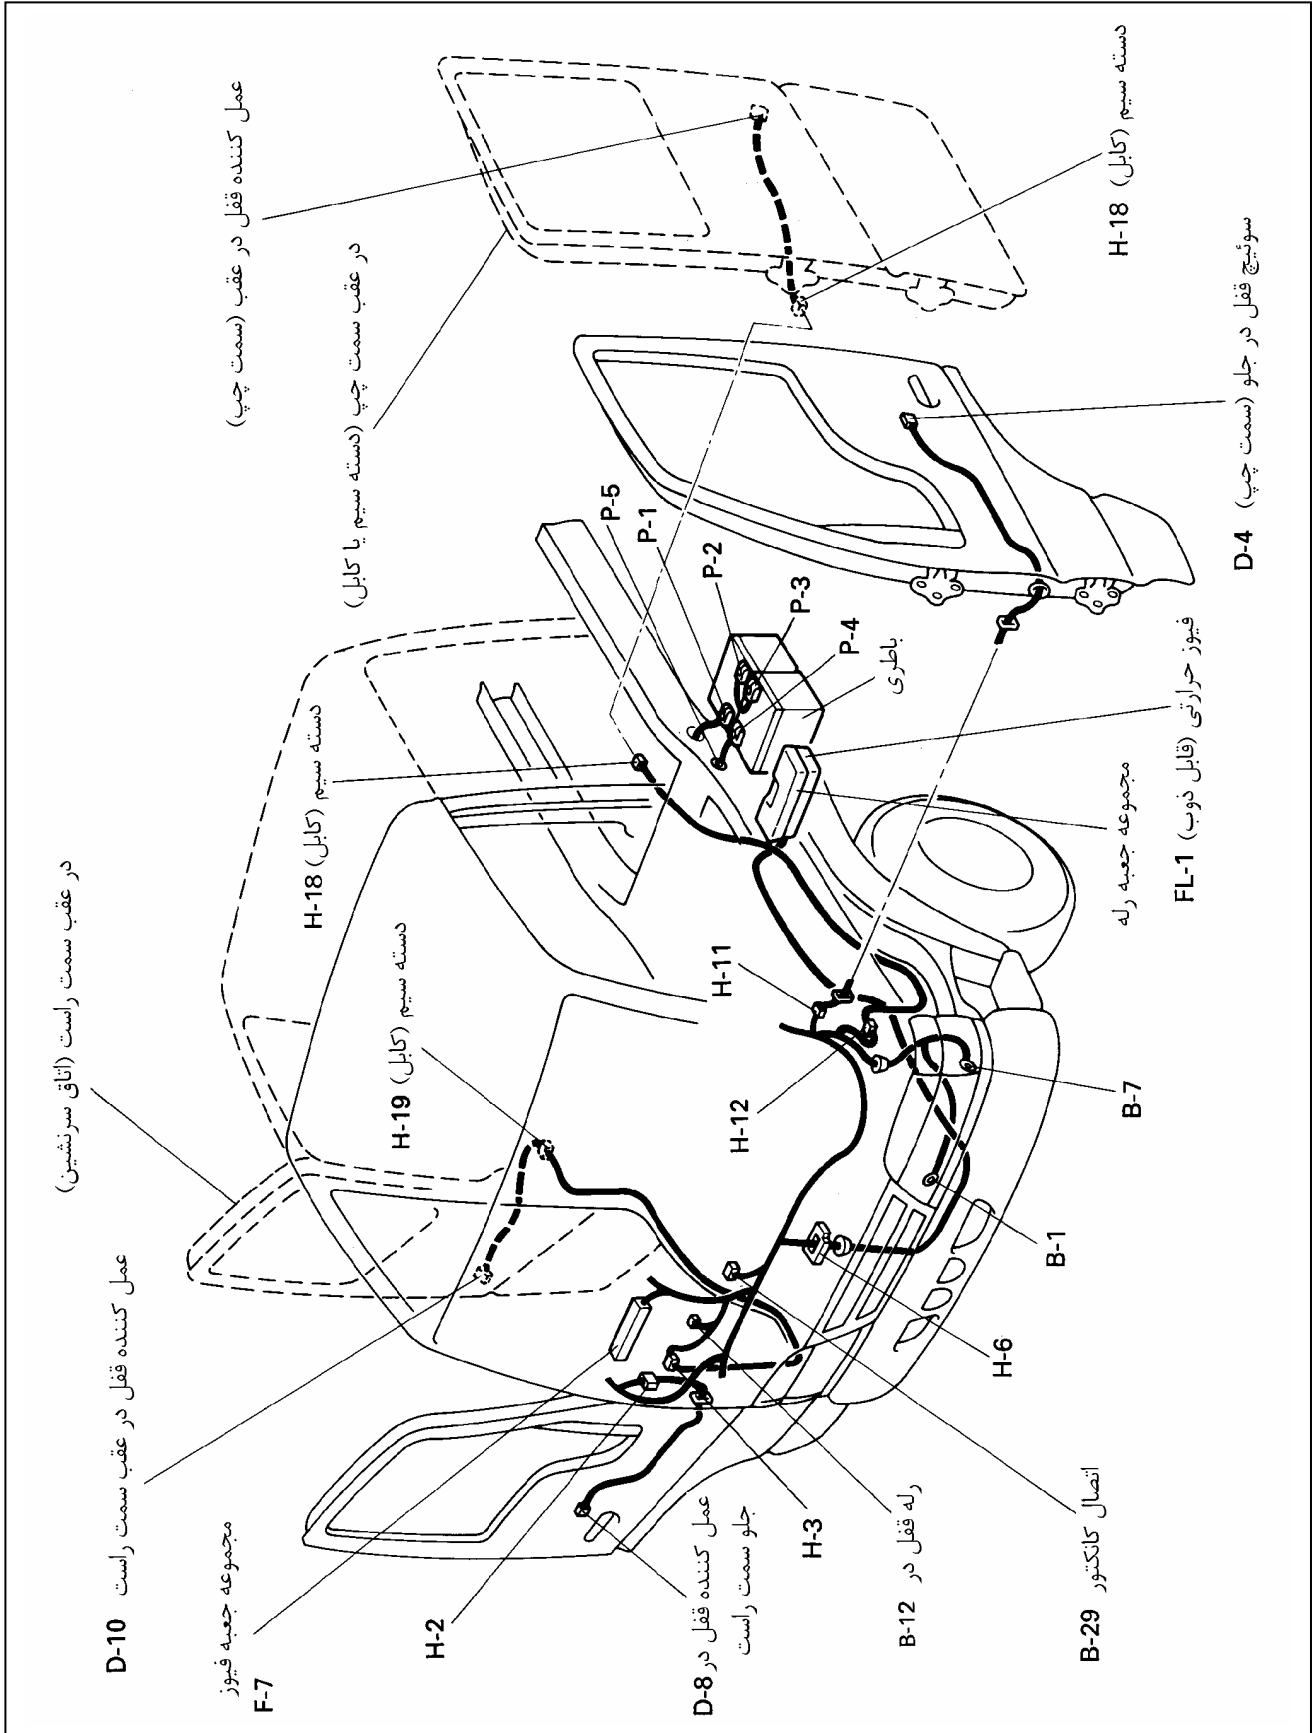 در عقب سمت راست (اتاق سرنشین)
D-10 عمل کننده قفل در عقب سمت راست
مجموعه جعبه فیوز
F-7
H-2
D-8 عمل کننده قفل در
جلو سمت راست
H-3
B-12 رله قفل در
B-29 اتصال کانکتور
H-6
B-1
B-7
H-12
H-11
H-19 دسته سیم (کابل)
H-18 دسته سیم (کابل)
عمل کننده قفل در عقب (سمت چپ)
در عقب سمت چپ (دسته سیم یا کابل)
P-5
P-1
P-2
P-3
P-4
باطری
مجموعه جعبه رله
FL-1 فیوز حرارتی (قابل ذوب)
D-4 سوئیچ قفل در جلو (سمت چپ)
H-18 دسته سیم (کابل)